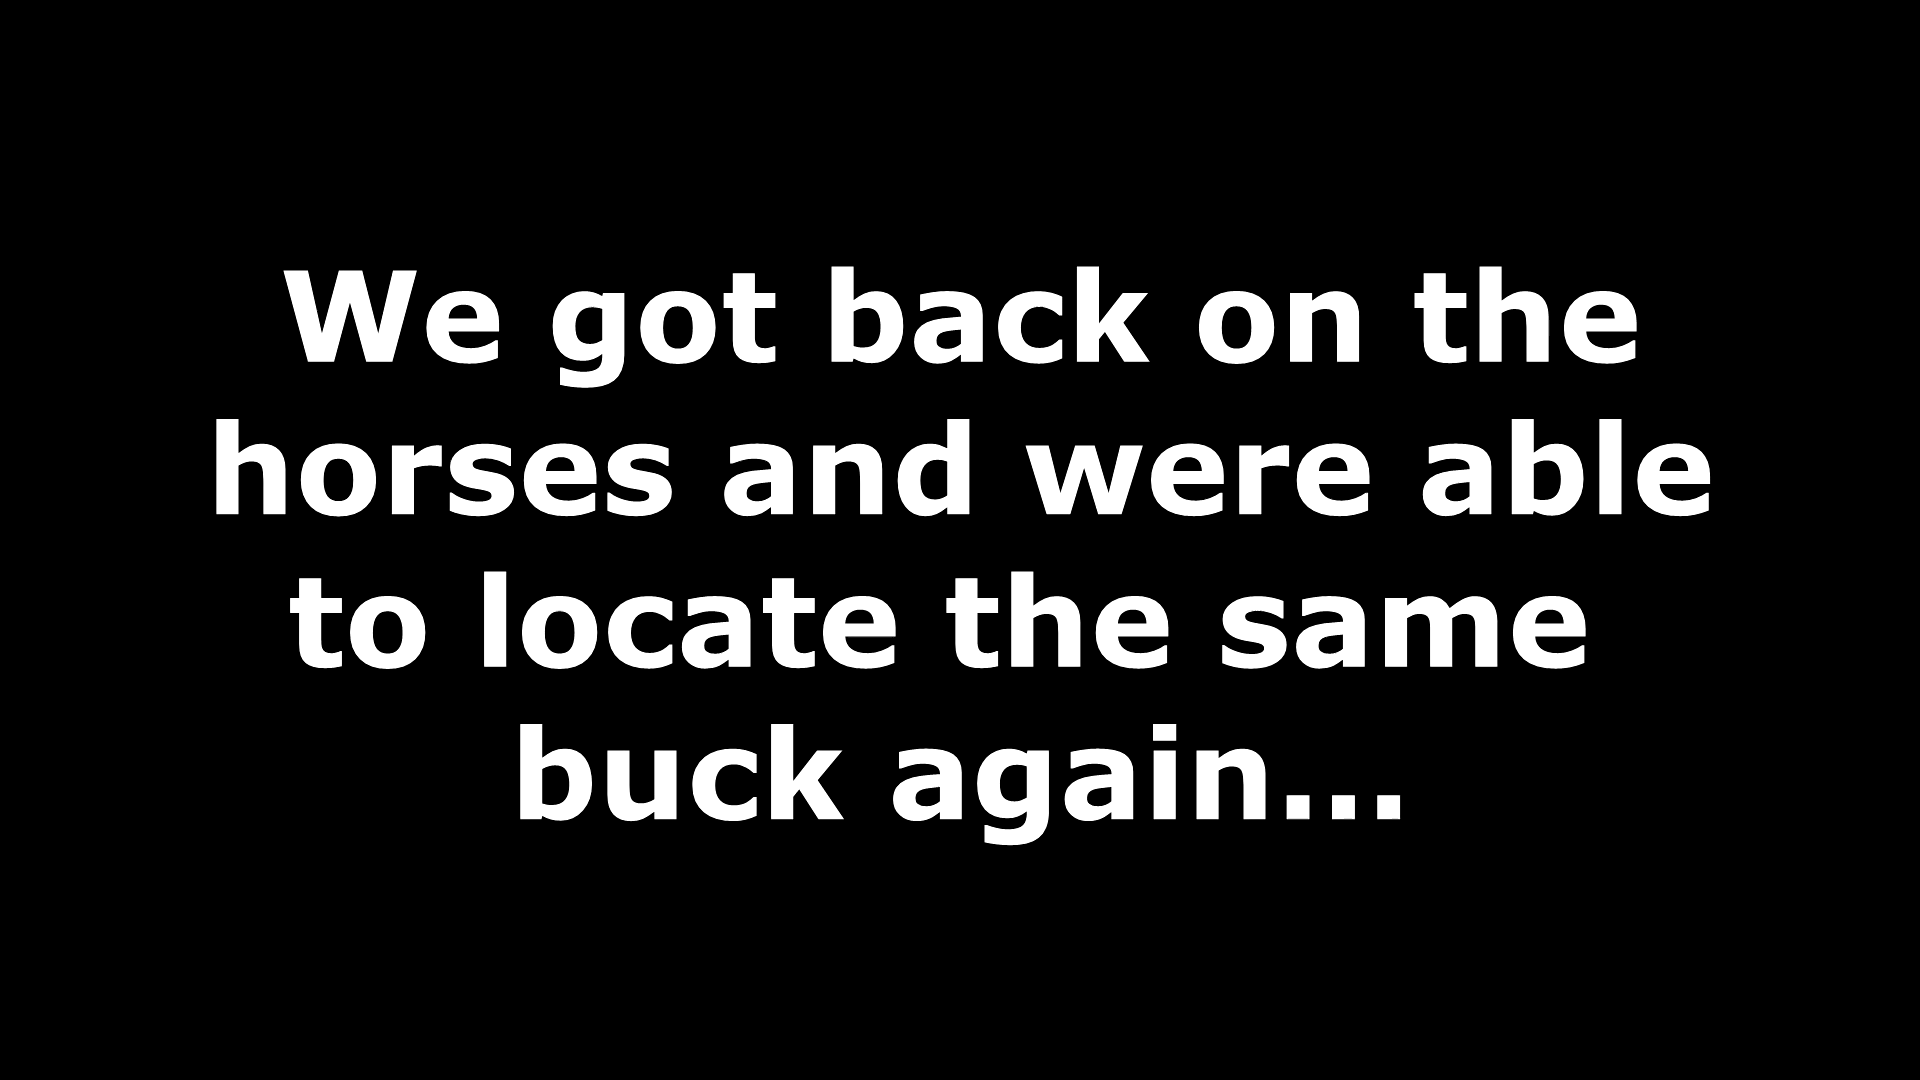 We got back on the
horses and were able
to locate the same
buck again...